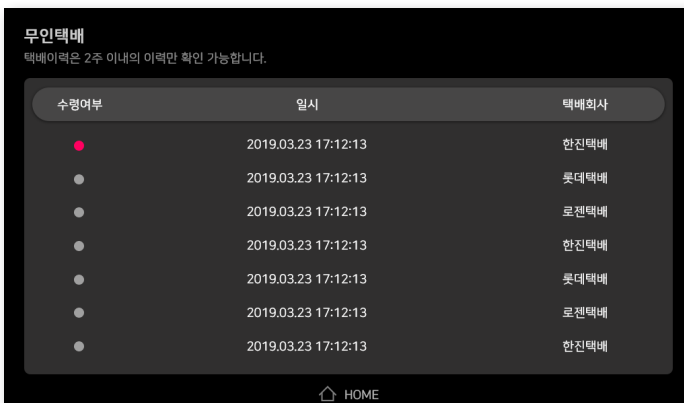 무인택배
택배이력은 2주 이내의 이력만 확인 가능합니다.
수령여부 일시 택배회사
2019.03.23 17:12:13 한진택배
2019.03.23 17:12:13 롯데택배
2019.03.23 17:12:13 로젠택배
2019.03.23 17:12:13 한진택배
2019.03.23 17:12:13 롯데택배
2019.03.23 17:12:13 로젠택배
2019.03.23 17:12:13 한진택배
HOME